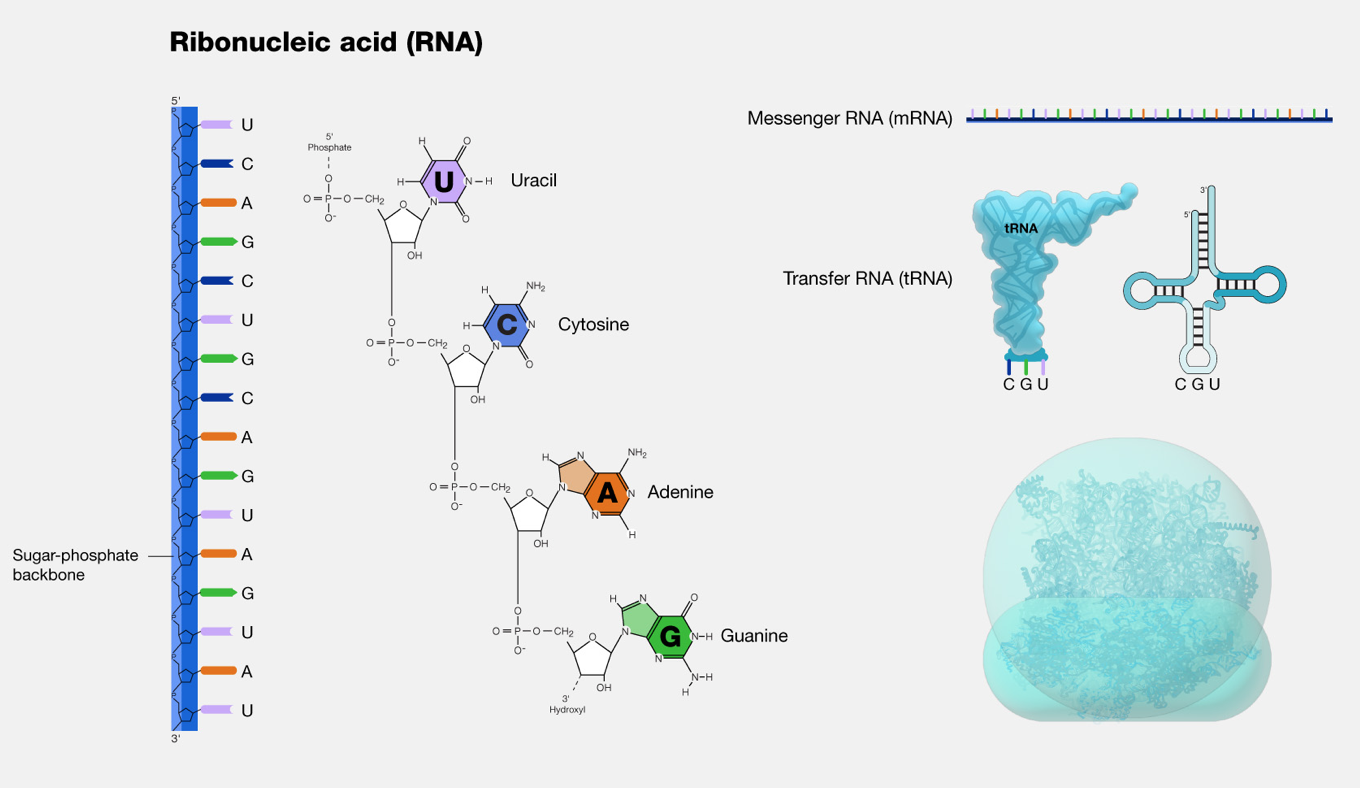 Ribonucleic acid (RNA)
5'
U
C
A
G
C
U
G
C
A
G
U
A
G
U
A
U
3'
Sugar-phosphate
backbone
5'
Phosphate
O
O=P-O-CH2
O-
O
OH
H
O
H
U
N-H
N
O
Uracil
O
O=P-O-CH2
O-
O
OH
H
NH2
H
C
N
N
O
Cytosine
O
O=P-O-CH2
O-
O
OH
H
N
NH2
N
A
N
N
H
Adenine
O
O=P-O-CH2
O-
O
OH
3'
Hydroxyl
H
N
O
N
G
N-H
N
N-H
H
Guanine
Messenger RNA (mRNA)
Transfer RNA (tRNA)
tRNA
C G U
3'
5'
C G U